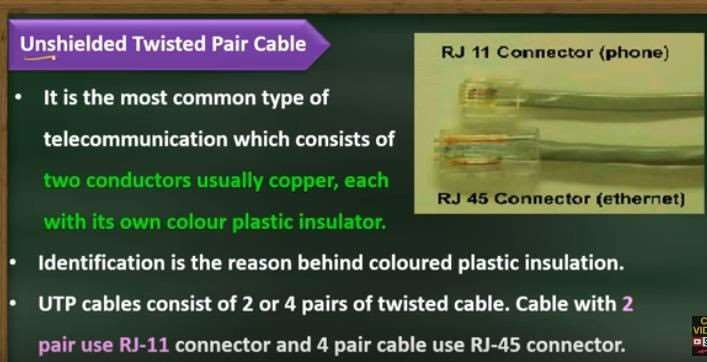 Unshielded Twisted Pair Cable
RJ 11 Connector (phone)
• It is the most common type of
telecommunication which consists of
two conductors usually copper, each
with its own colour plastic insulator.
RJ 45 Connector (ethernet)
• Identification is the reason behind coloured plastic insulation.
• UTP cables consist of 2 or 4 pairs of twisted cable. Cable with 2
pair use RJ-11 connector and 4 pair cable use RJ-45 connector.